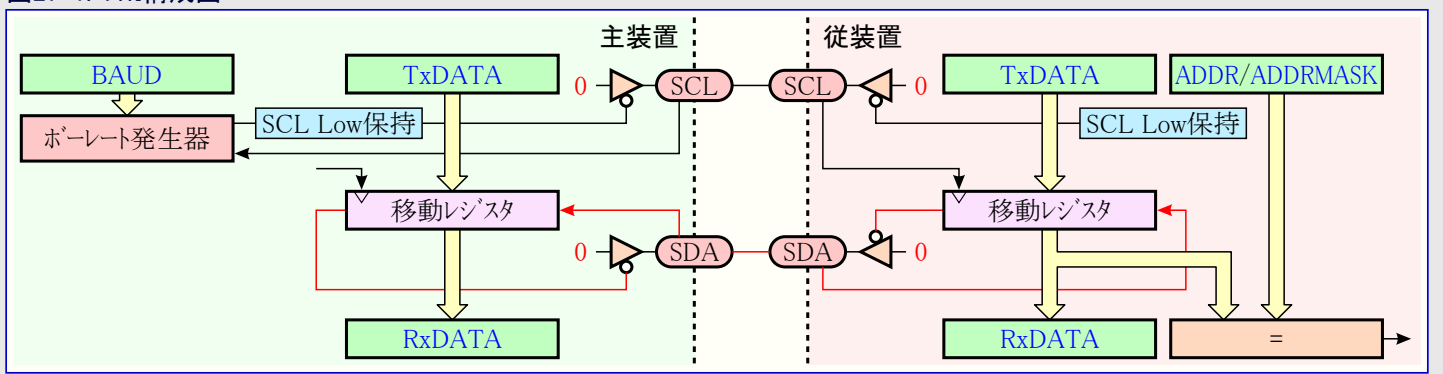 主装置
従装置
BAUD
TxDATA
0
SCL
SCL
0
TxDATA
ADDR/ADDRMASK
ボーレート発生器
SCL Low保持
SCL Low保持
移動レジスタ
移動レジスタ
0
SDA
SDA
0
RxDATA
RxDATA
=